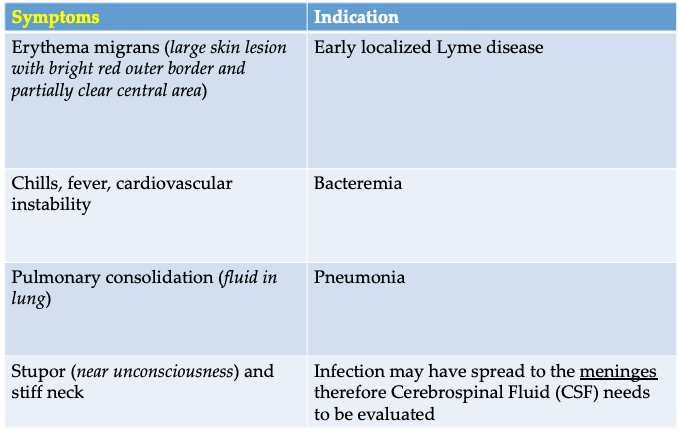 Symptoms
Indication
Erythema migrans (large skin lesion
with bright red outer border and
partially clear central area)
Early localized Lyme disease
Chills, fever, cardiovascular
instability
Bacteremia
Pulmonary consolidation (fluid in
lung)
Pneumonia
Stupor (near unconsciousness) and
stiff neck
Infection may have spread to the meninges
therefore Cerebrospinal Fluid (CSF) needs
to be evaluated